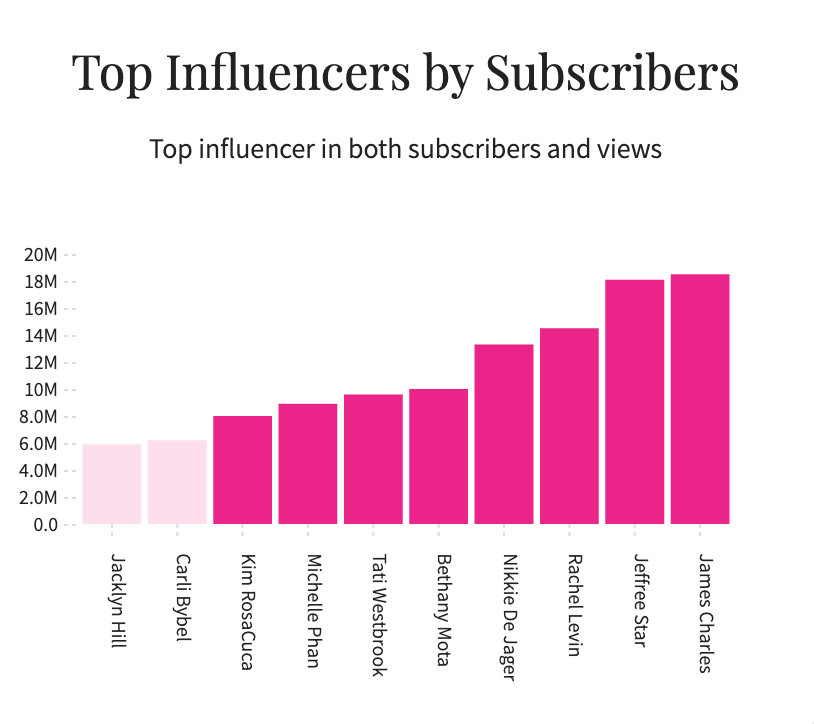 Top Influencers by Subscribers
Top influencer in both subscribers and views
20M
18M
16M
14M
12M
10M
8.0M
6.0M
4.0M
2.0M
0.0
Jacklyn Hill
Carli Bybel
Kim RosaCuca
Michelle Phan
Tati Westbrook
Bethany Mota
Nikkie De Jager
Rachel Levin
Jeffree Star
James Charles